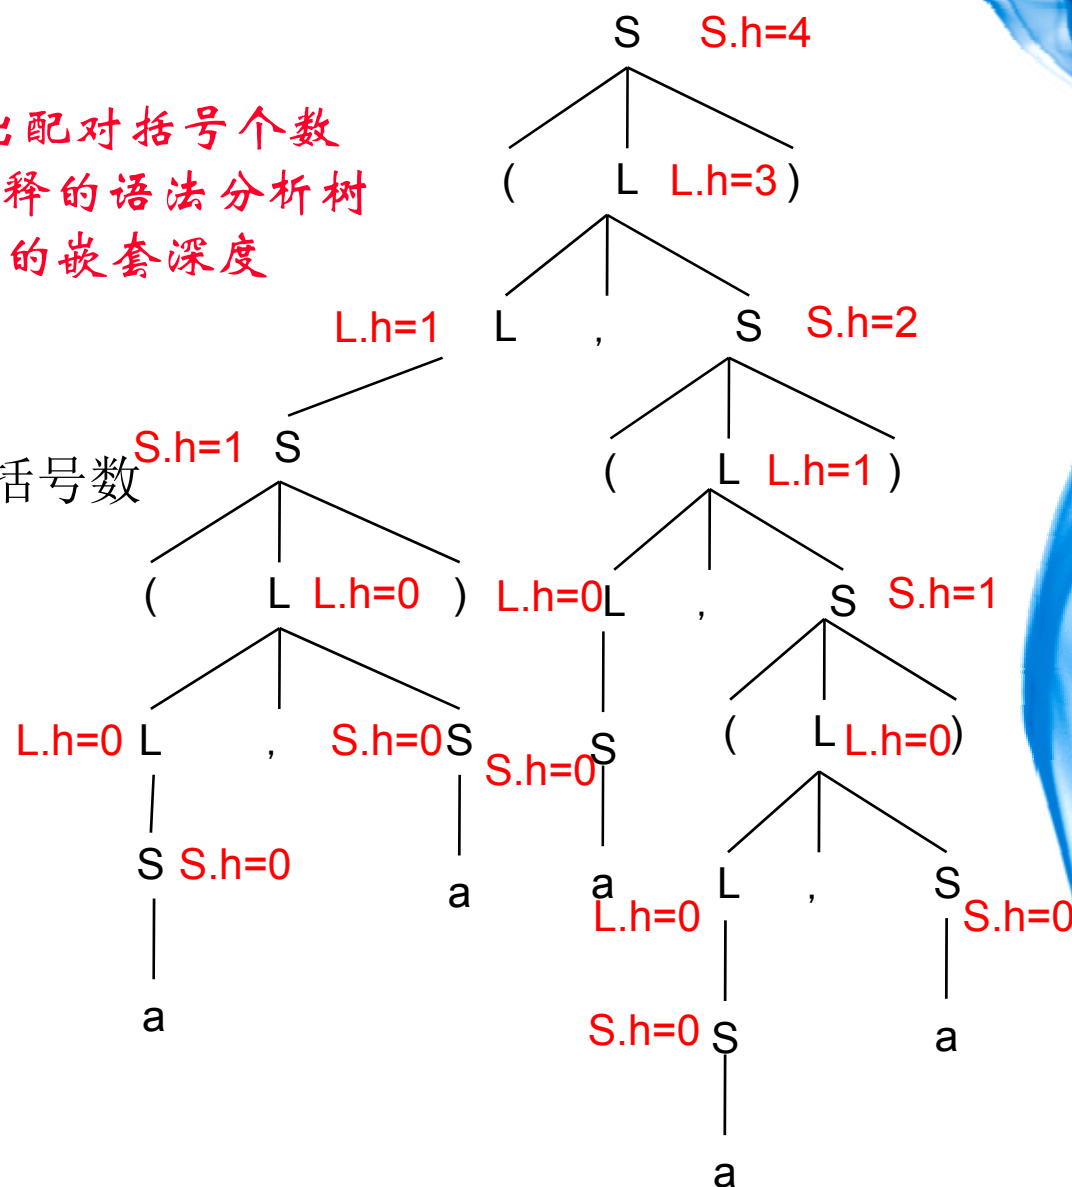 S S.h=4
配对括号个数
释的语法分析树
的嵌套深度
( L L.h=3 )
L.h=1 L , S S.h=2
S.h=1 S
括号数
( L L.h=1 )
( L L.h=0 )
L.h=0 L , S S.h=1
L.h=0 L , S.h=0 S
S.h=0 S
( L L.h=0 )
S S.h=0
a
a
L , S
L.h=0
S.h=0
a
S.h=0 S
a
a